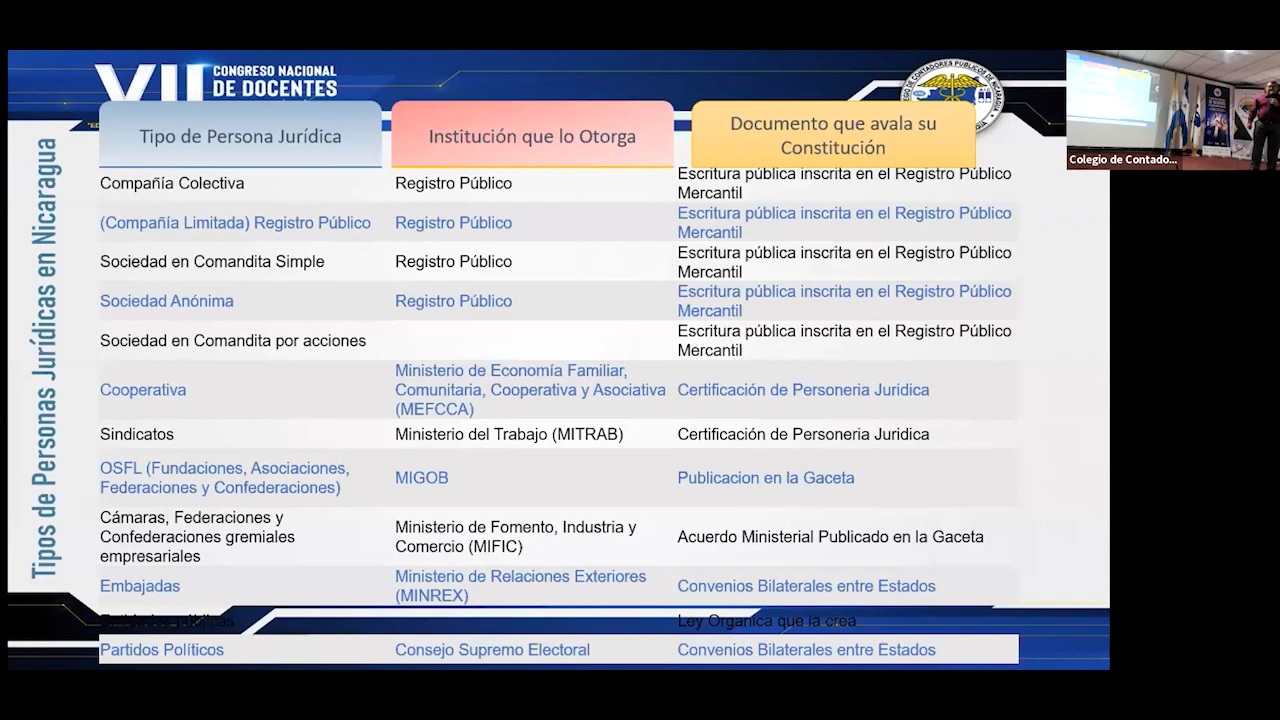 VII CONGRESO NACIONAL
DE DOCENTES
COLEGIO DE CONTADORES PUBLICOS DE NICARAGUA
Colegio de Contado...
Tipos de Personas Jurídicas en Nicaragua
Tipo de Persona Jurídica
Institución que lo Otorga
Documento que avala su
Constitución
Compañía Colectiva
Registro Público
Escritura pública inscrita en el Registro Público
Mercantil
(Compañía Limitada) Registro Público
Registro Público
Escritura pública inscrita en el Registro Público
Mercantil
Sociedad en Comandita Simple
Registro Público
Escritura pública inscrita en el Registro Público
Mercantil
Sociedad Anónima
Registro Público
Escritura pública inscrita en el Registro Público
Mercantil
Sociedad en Comandita por acciones
Escritura pública inscrita en el Registro Público
Mercantil
Cooperativa
Ministerio de Economía Familiar,
Comunitaria, Cooperativa y Asociativa
(MEFCCA)
Certificación de Personeria Juridica
Sindicatos
Ministerio del Trabajo (MITRAB)
Certificación de Personeria Juridica
OSFL (Fundaciones, Asociaciones,
Federaciones y Confederaciones)
MIGOB
Publicacion en la Gaceta
Cámaras, Federaciones y
Confederaciones gremiales
empresariales
Ministerio de Fomento, Industria y
Comercio (MIFIC)
Acuerdo Ministerial Publicado en la Gaceta
Embajadas
Ministerio de Relaciones Exteriores
(MINREX)
Convenios Bilaterales entre Estados
Ley Organica que la crea
Partidos Políticos
Consejo Supremo Electoral
Convenios Bilaterales entre Estados